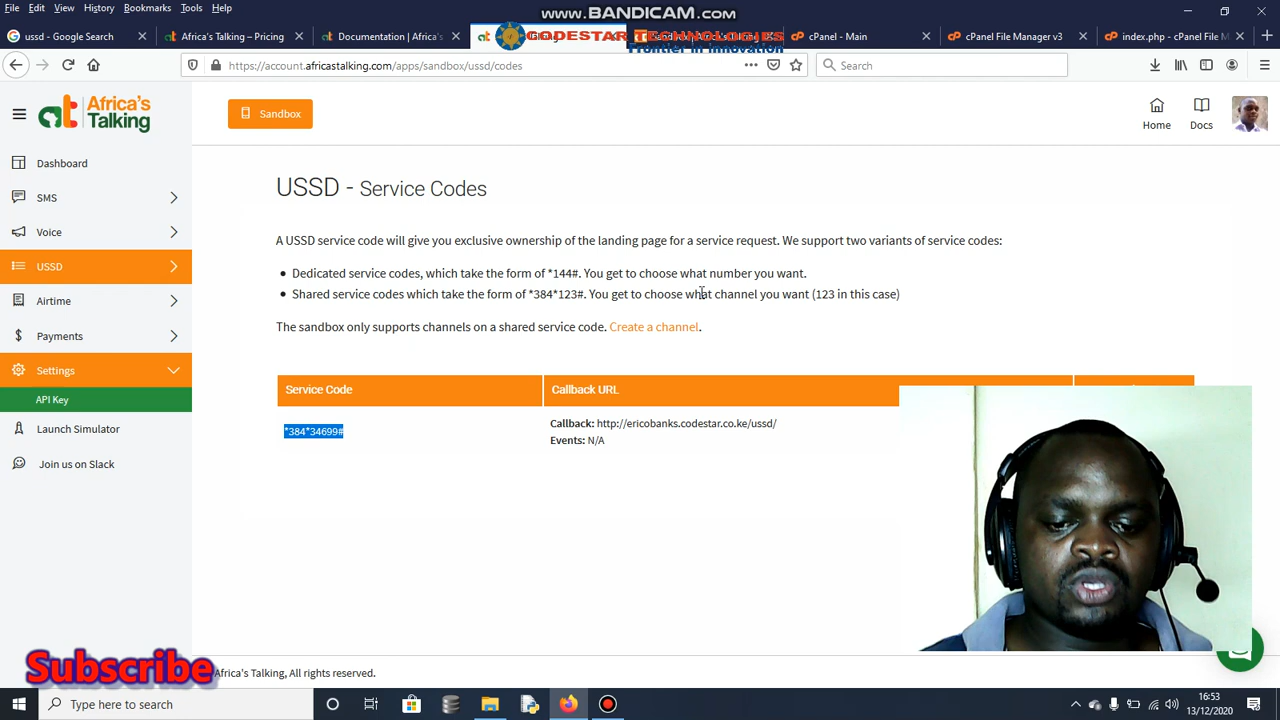 www.BANDICAM.com
File Edit View History Bookmarks Tools Help
ussd - Google Search
Africa's Talking – Pricing
Documentation | Africa's T
cPanel - Main
cPanel File Manager v3
index.php - cPanel File M
CODESTAR TECHNOLOGIES
Frontier in Innovation
https://account.africastalking.com/apps/sandbox/ussd/codes
Search
Africa's Talking
Sandbox
Home
Docs
Dashboard
SMS
Voice
USSD
Airtime
Payments
Settings
API Key
Launch Simulator
Join us on Slack
USSD - Service Codes
A USSD service code will give you exclusive ownership of the landing page for a service request. We support two variants of service codes:
Dedicated service codes, which take the form of *144#. You get to choose what number you want.
Shared service codes which take the form of *384*123#. You get to choose what channel you want (123 in this case)
The sandbox only supports channels on a shared service code. Create a channel.
Service Code
Callback URL
*384*34699#
Callback: http://ericobanks.codestar.co.ke/ussd/
Events: N/A
Subscribe
Africa's Talking, All rights reserved.
Type here to search
16:53
13/12/2020